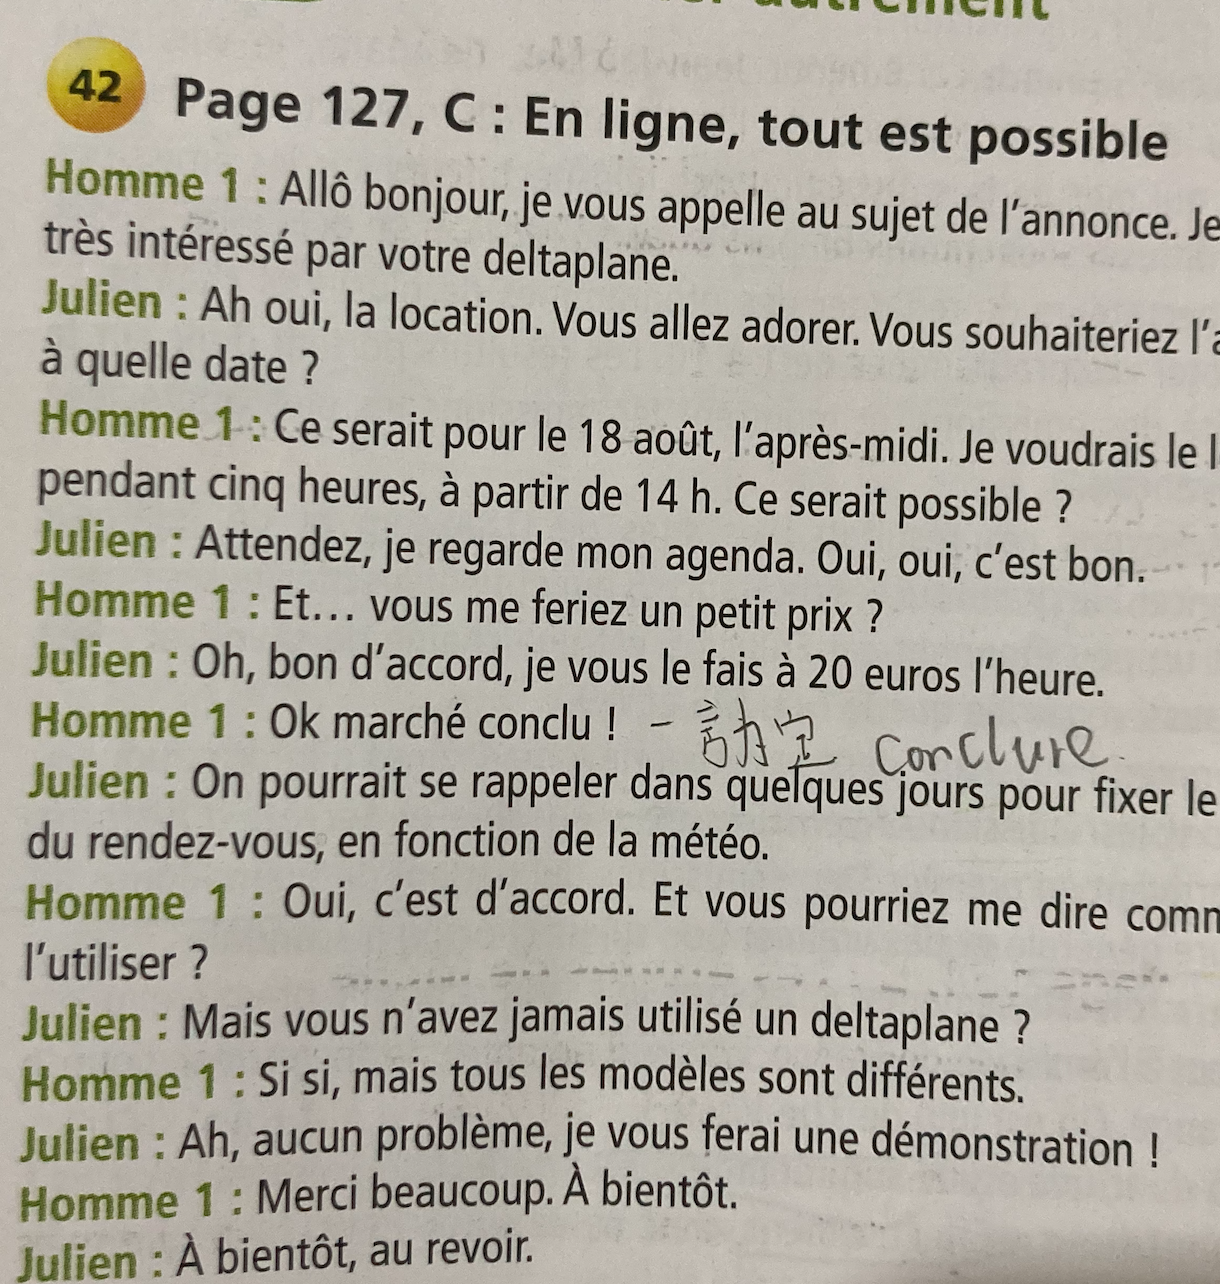 autrement
42 Page 127, C : En ligne, tout est possible
Homme 1 : Allô bonjour, je vous appelle au sujet de l'annonce. Je
très intéressé par votre deltaplane.
Julien : Ah oui, la location. Vous allez adorer. Vous souhaiteriez l'a
à quelle date ?
Homme 1 : Ce serait pour le 18 août, l'après-midi. Je voudrais le l
pendant cinq heures, à partir de 14 h. Ce serait possible ?
Julien : Attendez, je regarde mon agenda. Oui, oui, c'est bon.
Homme 1 : Et... vous me feriez un petit prix ?
Julien : Oh, bon d'accord, je vous le fais à 20 euros l'heure.
Homme 1 : Ok marché conclu ! – conclure
Julien : On pourrait se rappeler dans quelques jours pour fixer le
du rendez-vous, en fonction de la météo.
Homme 1 : Oui, c'est d'accord. Et vous pourriez me dire comm
l'utiliser ?
Julien : Mais vous n'avez jamais utilisé un deltaplane ?
Homme 1 : Si si, mais tous les modèles sont différents.
Julien : Ah, aucun problème, je vous ferai une démonstration !
Homme 1 : Merci beaucoup. À bientôt.
Julien : À bientôt, au revoir.